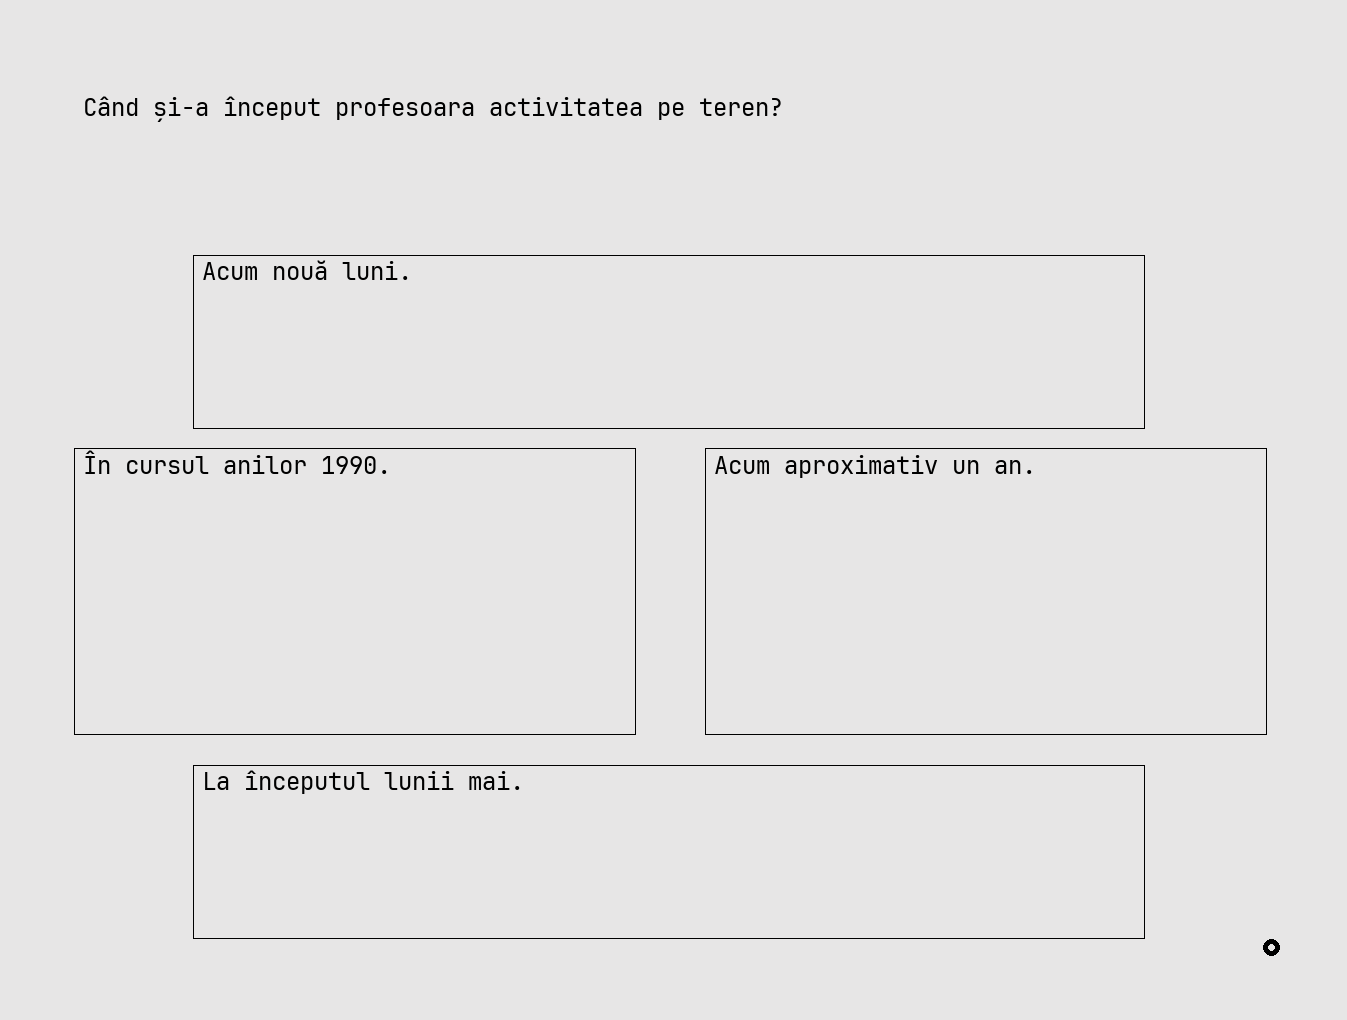 Când și-a început profesoara activitatea pe teren?
Acum nouă luni.
În cursul anilor 1990.
Acum aproximativ un an.
La începutul lunii mai.